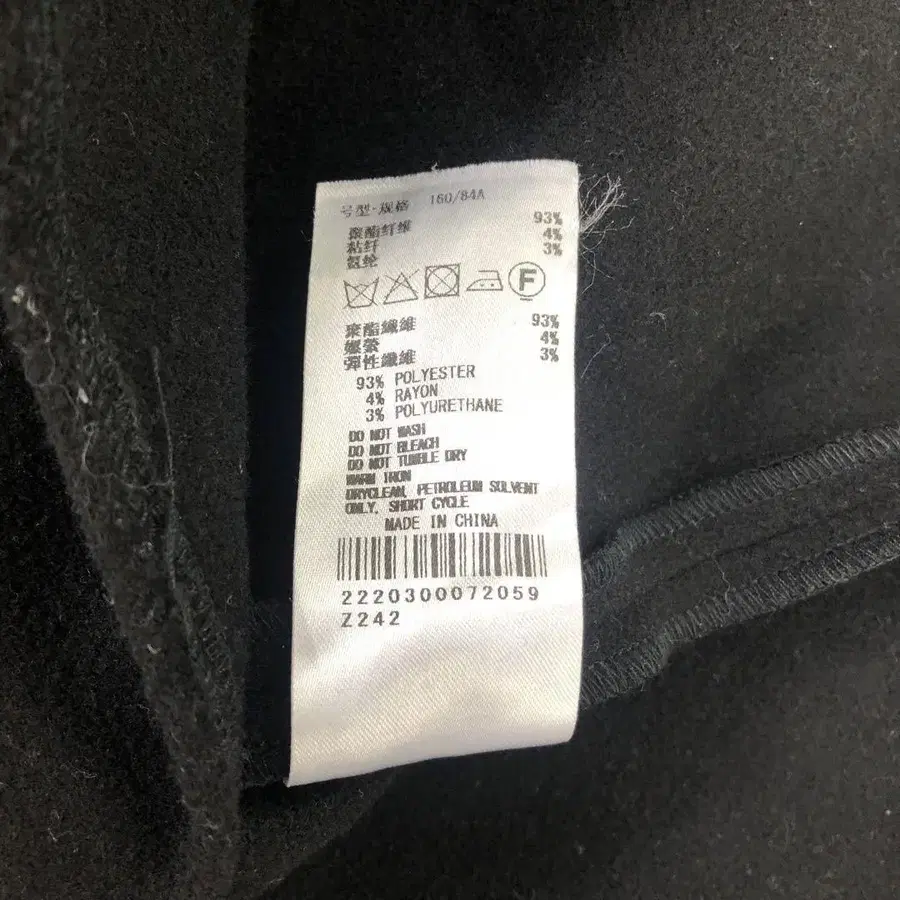 号型·规格 160/84A
聚酯纤维 93%
粘纤 4%
氨纶 3%
F
聚酯纖維 93%
嫘縈 4%
彈性纖維 3%
93% POLYESTER
4% RAYON
3% POLYURETHANE
DO NOT WASH
DO NOT BLEACH
DO NOT TUMBLE DRY
WARM IRON
DRYCLEAN, PETROLEUM SOLVENT
ONLY, SHORT CYCLE
MADE IN CHINA
2220300072059
Z242